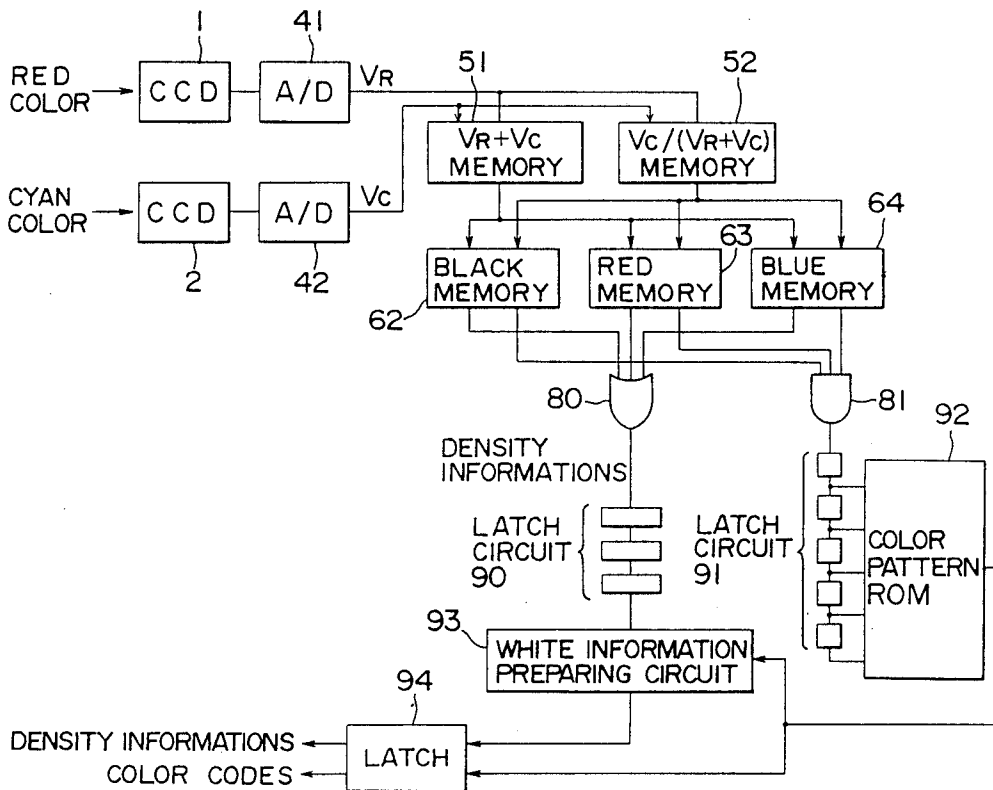 1
41
RED
COLOR
CCD
A/D
VR
51
52
VR+VC
MEMORY
VC/(VR+VC)
MEMORY
CYAN
COLOR
CCD
A/D
VC
2
42
64
63
BLACK
MEMORY
RED
MEMORY
BLUE
MEMORY
62
80
81
92
DENSITY
INFORMATIONS
LATCH
CIRCUIT
90
LATCH
CIRCUIT
91
COLOR
PATTERN
ROM
93
WHITE INFORMATION
PREPARING CIRCUIT
94
DENSITY INFORMATIONS
COLOR CODES
LATCH